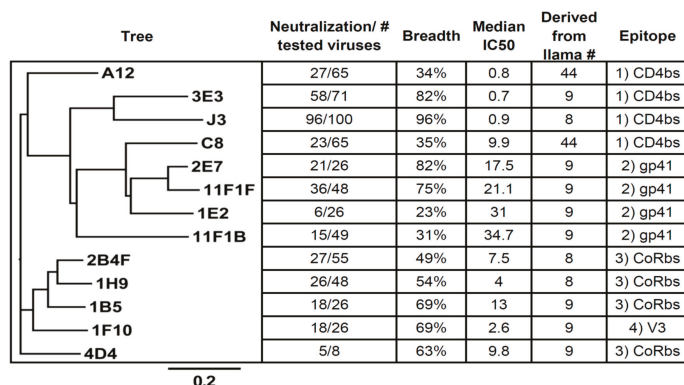 Tree Neutralization/ # tested viruses Breadth Median IC50 Derived from llama # Epitope
A12 27/65 34% 0.8 44 1) CD4bs
3E3 58/71 82% 0.7 9 1) CD4bs
J3 96/100 96% 0.9 8 1) CD4bs
C8 23/65 35% 9.9 44 1) CD4bs
2E7 21/26 82% 17.5 9 2) gp41
11F1F 36/48 75% 21.1 9 2) gp41
1E2 6/26 23% 31 9 2) gp41
11F1B 15/49 31% 34.7 9 2) gp41
2B4F 27/55 49% 7.5 8 3) CoRbs
1H9 26/48 54% 4 8 3) CoRbs
1B5 18/26 69% 13 9 3) CoRbs
1F10 18/26 69% 2.6 9 4) V3
4D4 5/8 63% 9.8 9 3) CoRbs
0.2